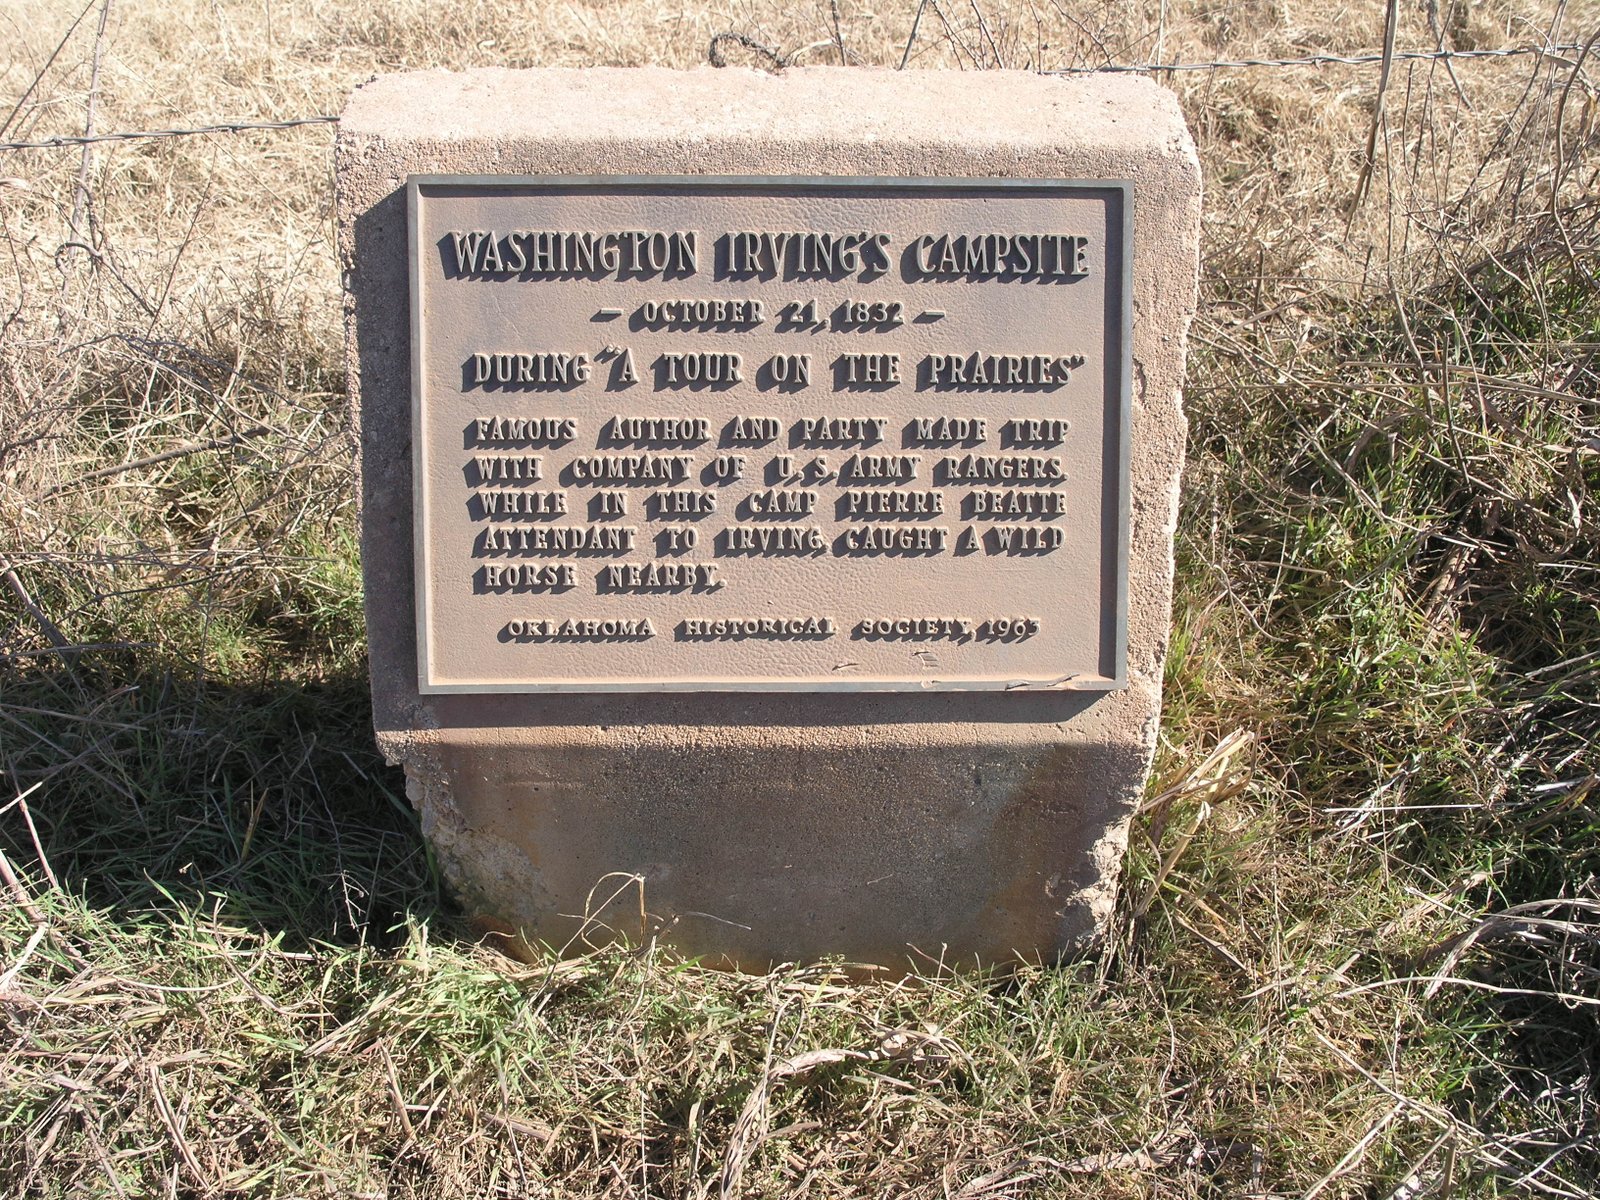 WASHINGTON IRVING'S CAMPSITE
— OCTOBER 21, 1832 —
DURING "A TOUR ON THE PRAIRIES"
FAMOUS AUTHOR AND PARTY MADE TRIP
WITH COMPANY OF U.S. ARMY RANGERS.
WHILE IN THIS CAMP PIERRE BEATTE
ATTENDANT TO IRVING, CAUGHT A WILD
HORSE NEARBY.
OKLAHOMA HISTORICAL SOCIETY, 1963